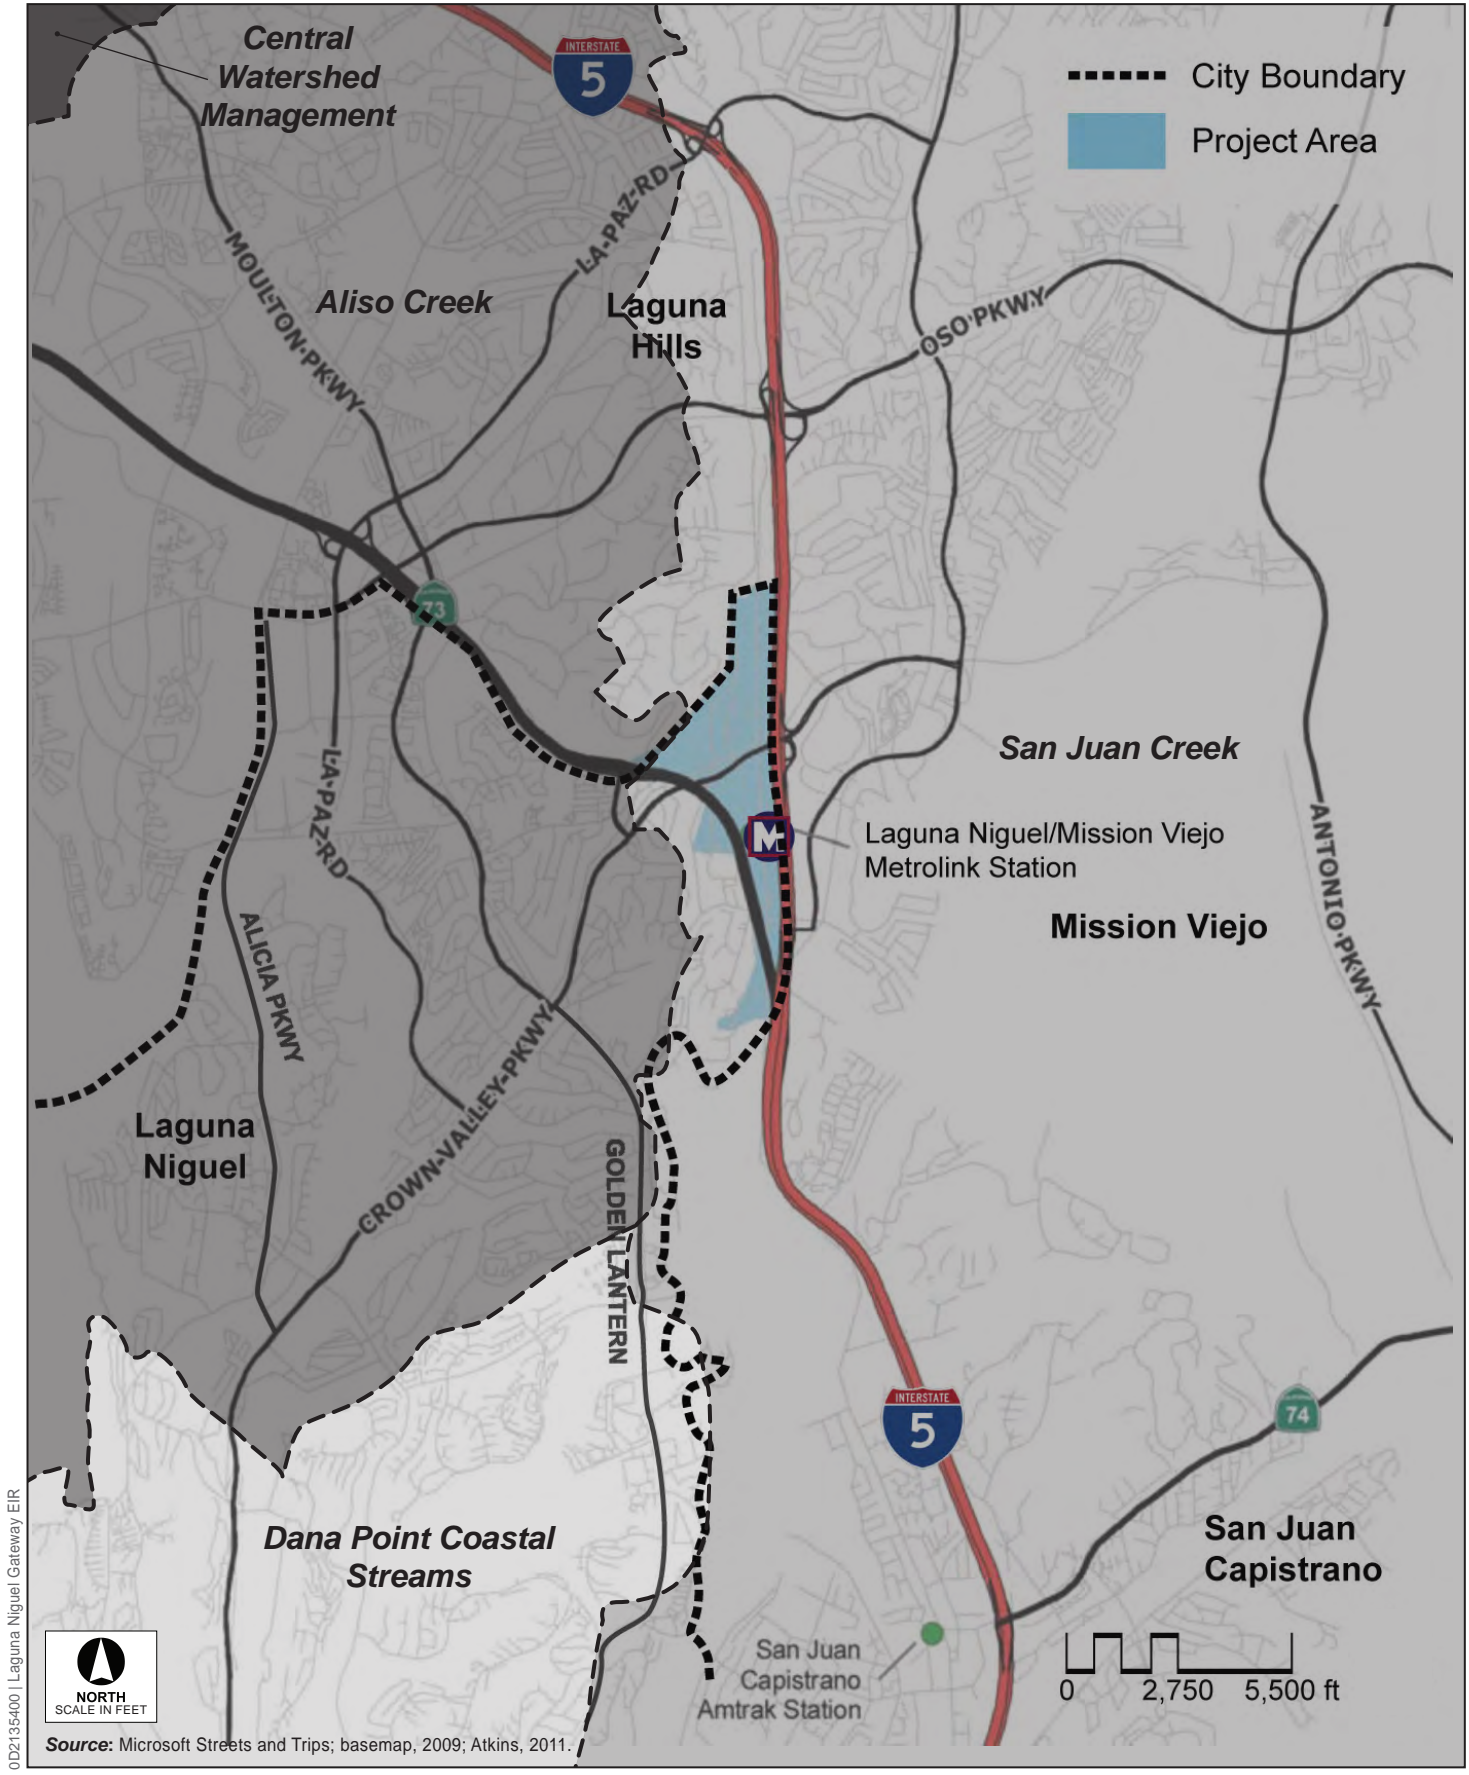 Central
Watershed
Management
INTERSTATE
5
City Boundary
Project Area
LA PAZ RD
MOULTON PKWY
Aliso Creek
Laguna
Hills
OSO PKWY
73
San Juan Creek
LA PAZ RD
M
Laguna Niguel/Mission Viejo
Metrolink Station
ANTONIO PKWY
Mission Viejo
ALICIA PKWY
CROWN VALLEY PKWY
Laguna
Niguel
GOLDEN LANTERN
INTERSTATE
5
74
Dana Point Coastal
Streams
San Juan
Capistrano
San Juan
Capistrano
Amtrak Station
0 2,750 5,500 ft
NORTH
SCALE IN FEET
Source: Microsoft Streets and Trips; basemap, 2009; Atkins, 2011.
0D2135400 | Laguna Niguel Gateway EIR